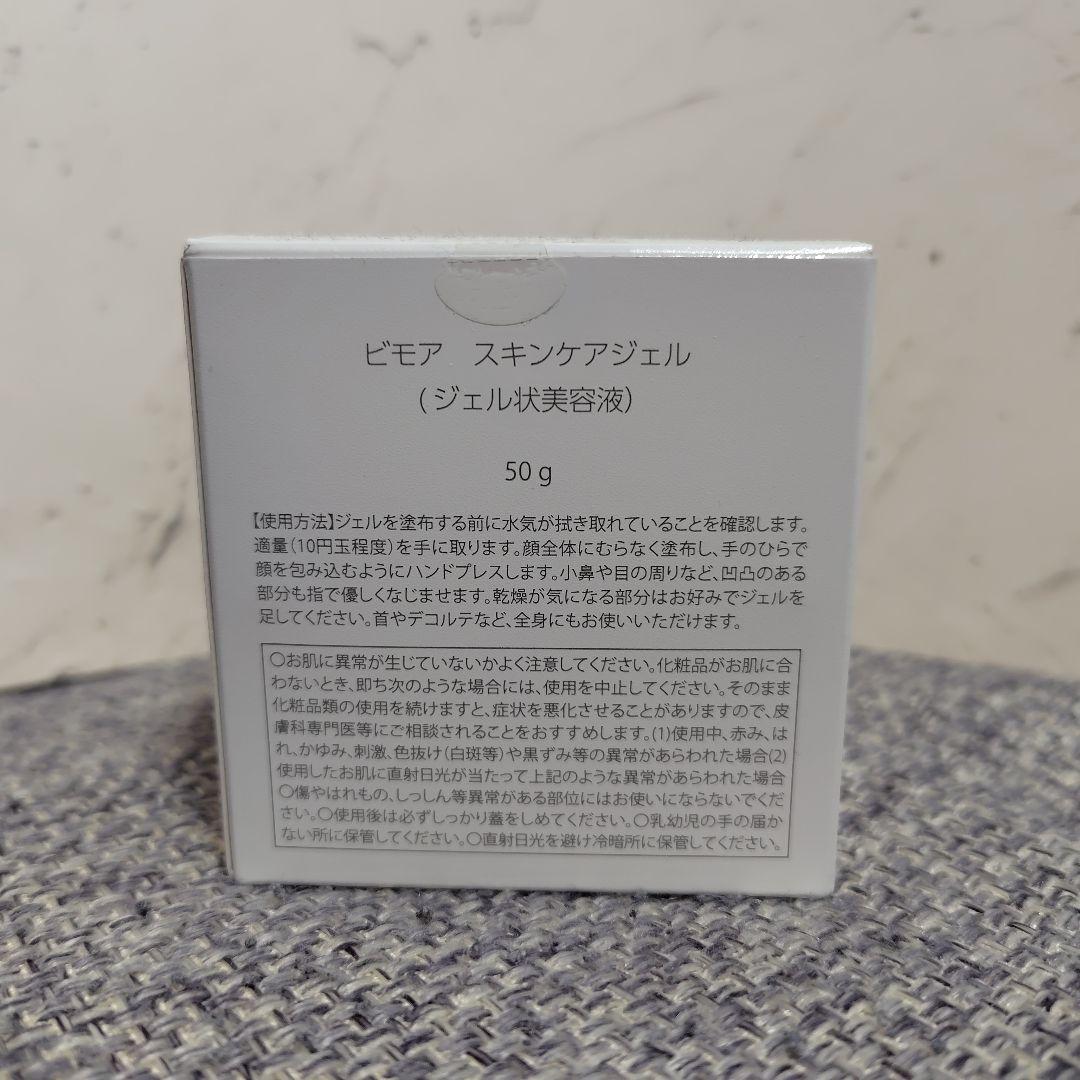 ビモア　スキンケアジェル
(ジェル状美容液)
50 g
【使用方法】ジェルを塗布する前に水気が拭き取れていることを確認します。
適量(10円玉程度)を手に取ります。顔全体にむらなく塗布し、手のひらで
顔を包み込むようにハンドプレスします。小鼻や目の周りなど、凹凸のある
部分も指で優しくなじませます。乾燥が気になる部分はお好みでジェルを
足してください。首やデコルテなど、全身にもお使いいただけます。
○お肌に異常が生じていないかよく注意してください。化粧品がお肌に合
わないとき、即ち次のような場合には、使用を中止してください。そのまま
化粧品類の使用を続けますと、症状を悪化させることがありますので、皮
膚科専門医等にご相談されることをおすすめします。(1)使用中、赤み、は
れ、かゆみ、刺激、色抜け(白斑等)や黒ずみ等の異常があらわれた場合(2)
使用したお肌に直射日光が当たって上記のような異常があらわれた場合
○傷やはれもの、しっしん等異常がある部位にはお使いにならないでくだ
さい。○使用後は必ずしっかり蓋をしめてください。○乳幼児の手の届か
ない所に保管してください。○直射日光を避け冷暗所に保管してください。